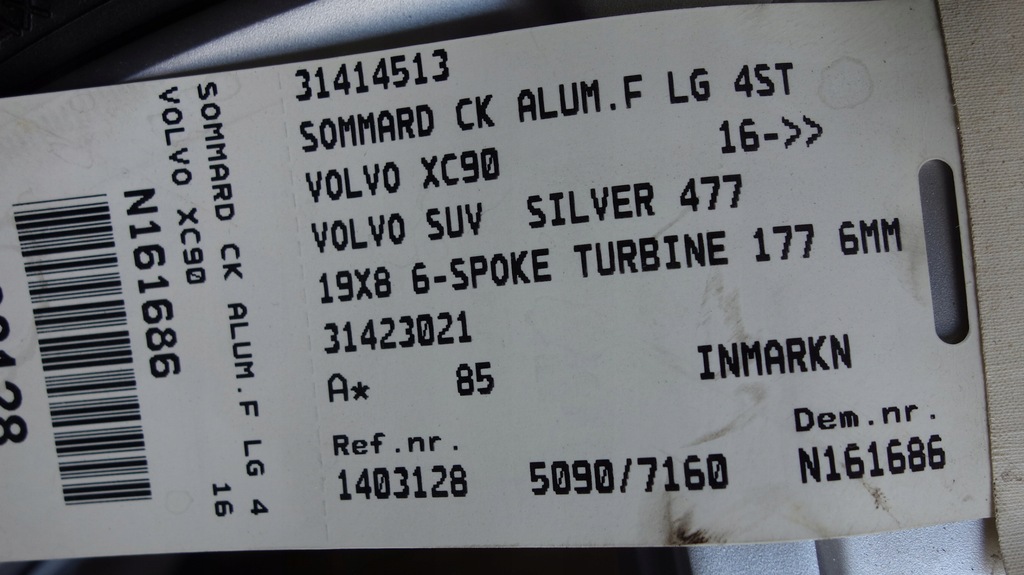 31414513
SOMMARD CK ALUM.F LG 4ST
VOLVO XC90 16->>
VOLVO SUV SILVER 477
19X8 6-SPOKE TURBINE 177 6MM
31423021
A* 85 INMARKN
Ref.nr. Dem.nr.
1403128 5090/7160 N161686
SOMMARD CK ALUM.F LG 4
VOLVO XC90 16
N161686
3128